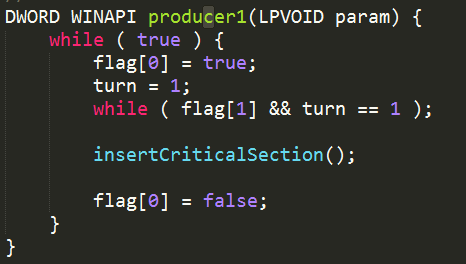 DWORD WINAPI producer1(LPVOID param) {
    while ( true ) {
        flag[0] = true;
        turn = 1;
        while ( flag[1] && turn == 1 );

        insertCriticalSection();

        flag[0] = false;
    }
}